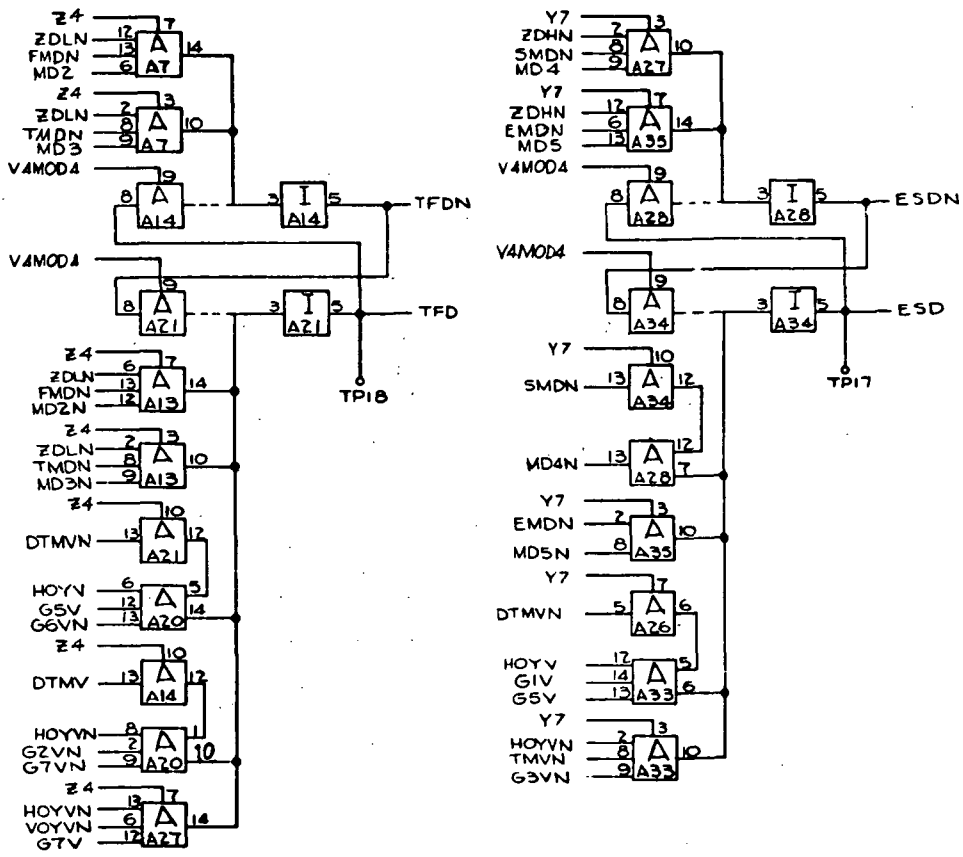 Z4
7
ZDLN 12
FMDN 13
MD2 6
A
A7
14
Z4
3
ZDLN 2
TMDN 8
MD3 9
A
A7
10
V4MOD4
9
8
A
A14
3
I
A14
5
TFDN
V4MOD4
9
8
A
A21
3
I
A21
5
TFD
TP18
Z4
7
ZDLN 6
FMDN 13
MD2N 12
A
A13
14
Z4
3
ZDLN 2
TMDN 8
MD3N 9
A
A13
10
Z4
10
DTMVN 13
A
A21
12
HOYV 6
G5V 12
G6VN 13
A
A20
5
14
Z4
10
DTMV 13
A
A14
12
HOYVN 8
G2VN 2
G7VN 9
A
A20
1
10
Z4
7
HOYVN 13
VOYVN 6
G7V 12
A
A27
14
Y7
3
ZDHN 2
SMDN 8
MD4 9
A
A27
10
Y7
7
ZDHN 12
EMDN 6
MD5 13
A
A35
14
V4MOD4
9
8
A
A28
3
I
A28
5
ESDN
V4MOD4
9
8
A
A34
3
I
A34
5
ESD
TP17
Y7
10
SMDN 13
A
A34
12
MD4N 13
A
A28
12
7
Y7
3
EMDN 2
MD5N 8
A
A35
10
Y7
7
DTMVN 5
A
A26
6
HOYV 12
G1V 14
G5V 13
A
A33
5
6
Y7
3
HOYVN 2
TMVN 8
G3VN 9
A
A33
10